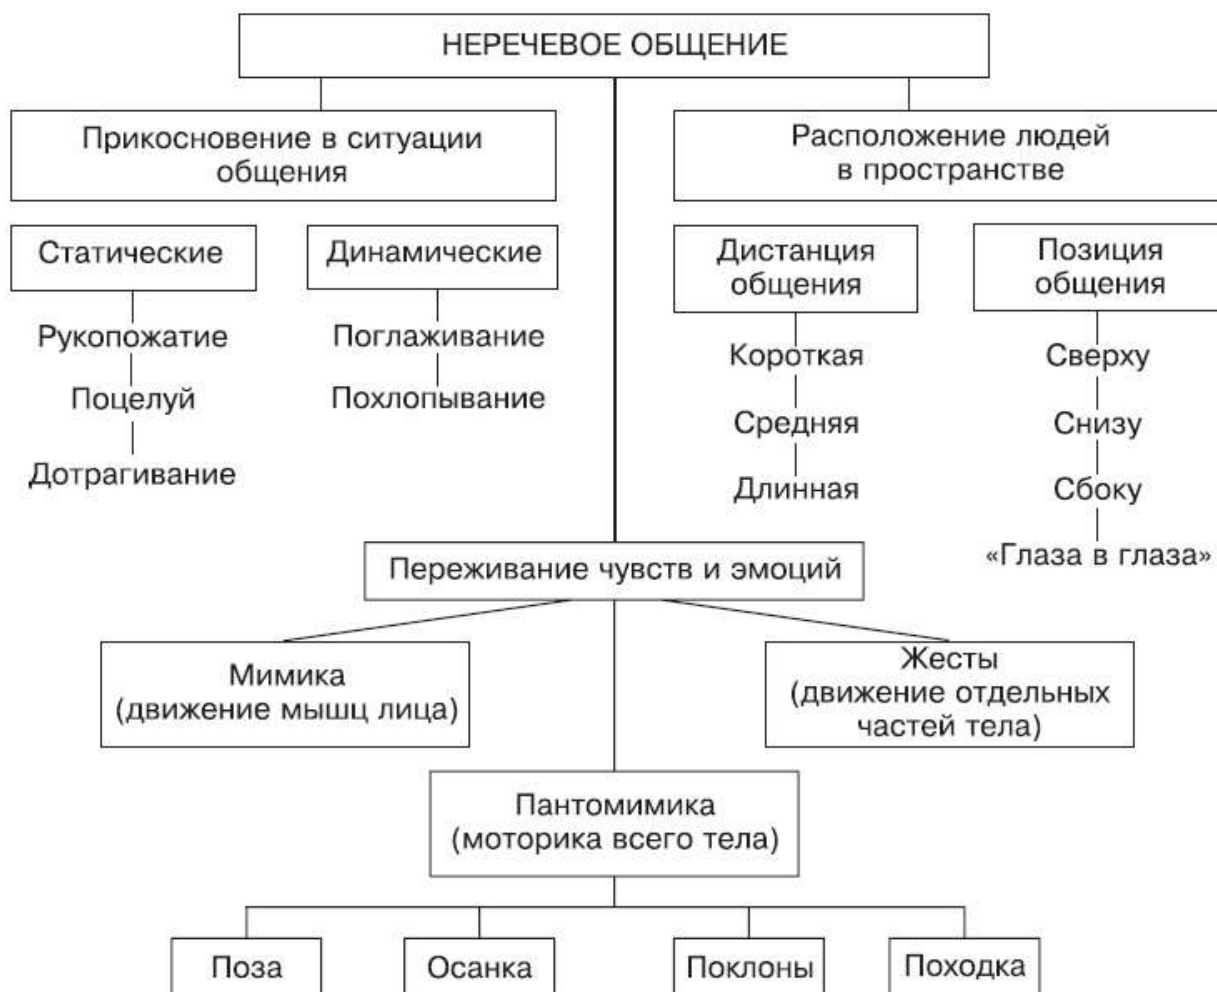 НЕРЕЧЕВОЕ ОБЩЕНИЕ
Прикосновение в ситуации
общения
Расположение людей
в пространстве
Статические
Динамические
Дистанция
общения
Позиция
общения
Рукопожатие
Поцелуй
Дотрагивание
Поглаживание
Похлопывание
Короткая
Средняя
Длинная
Сверху
Снизу
Сбоку
«Глаза в глаза»
Переживание чувств и эмоций
Мимика
(движение мышц лица)
Жесты
(движение отдельных
частей тела)
Пантомимика
(моторика всего тела)
Поза
Осанка
Поклоны
Походка